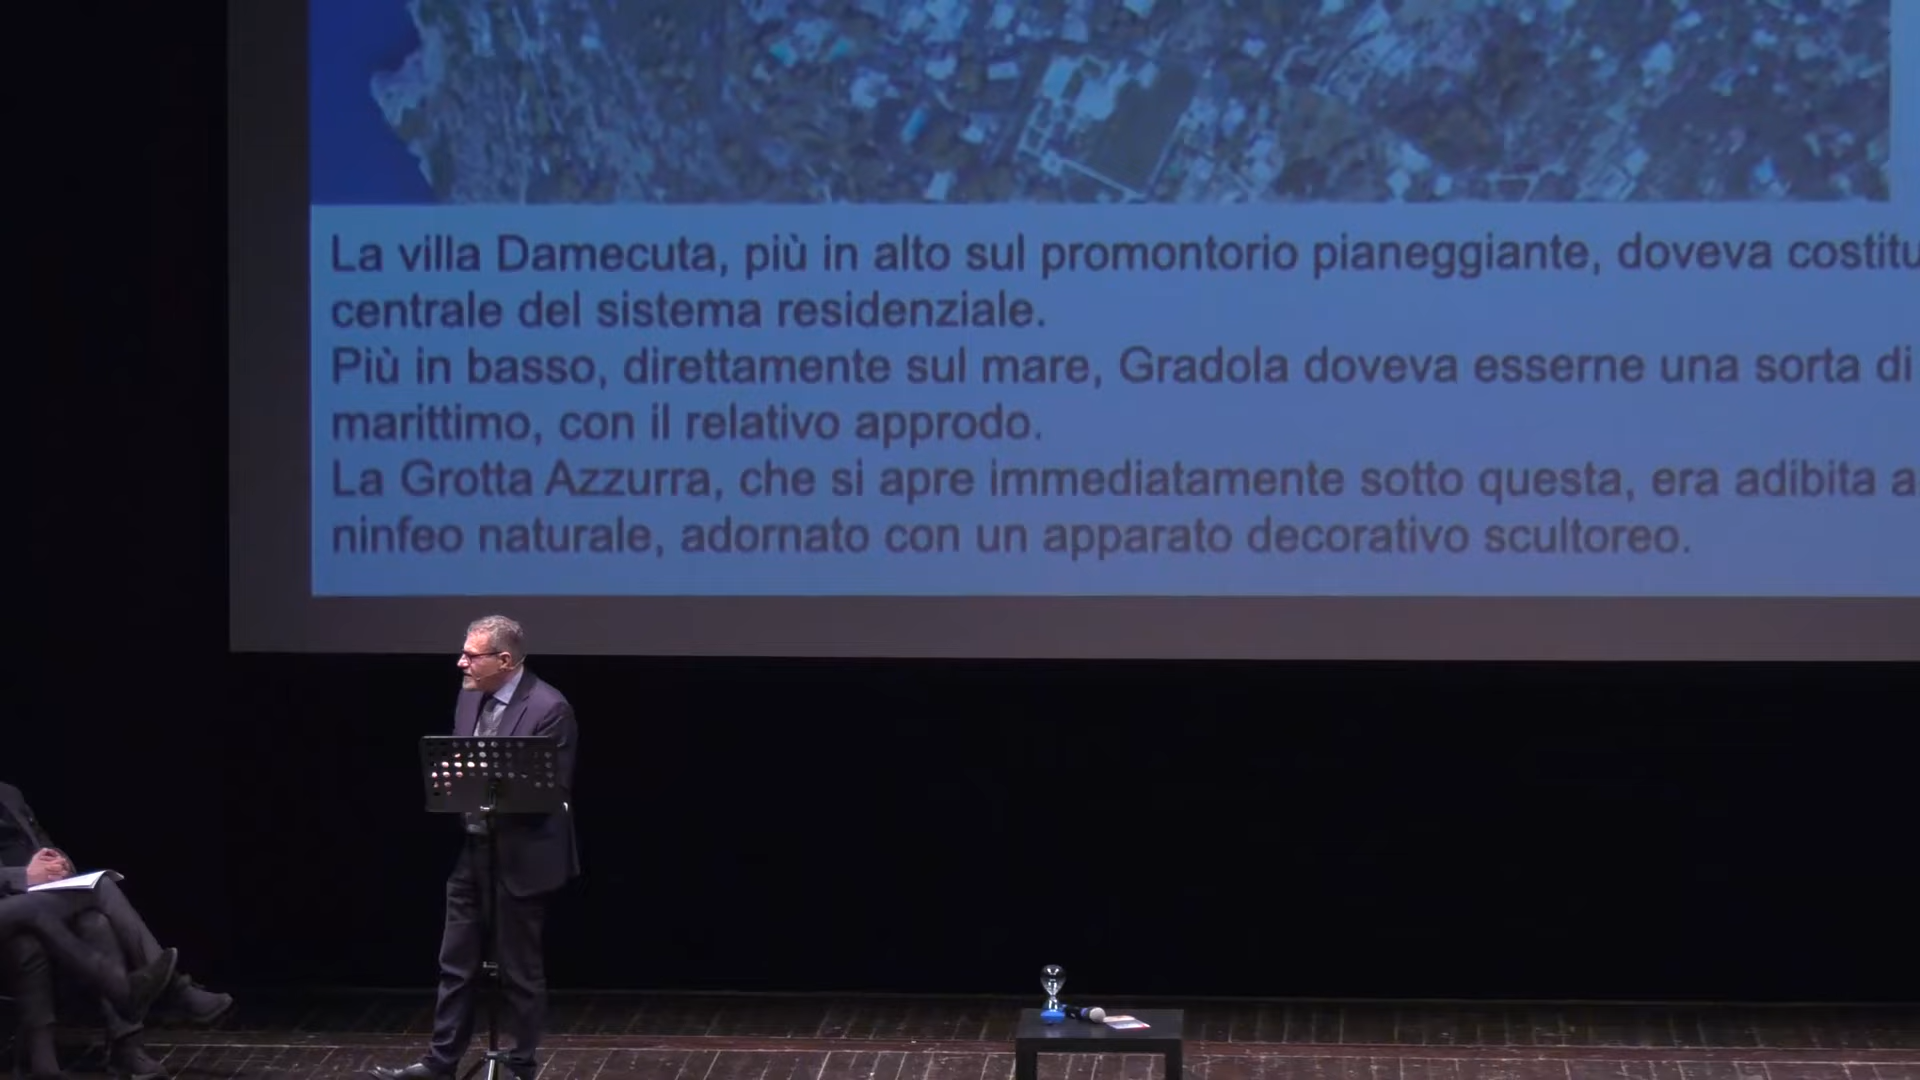 La villa Damecuta, più in alto sul promontorio pianeggiante, doveva costitu
centrale del sistema residenziale.
Più in basso, direttamente sul mare, Gradola doveva esserne una sorta di
marittimo, con il relativo approdo.
La Grotta Azzurra, che si apre immediatamente sotto questa, era adibita a
ninfeo naturale, adornato con un apparato decorativo scultoreo.